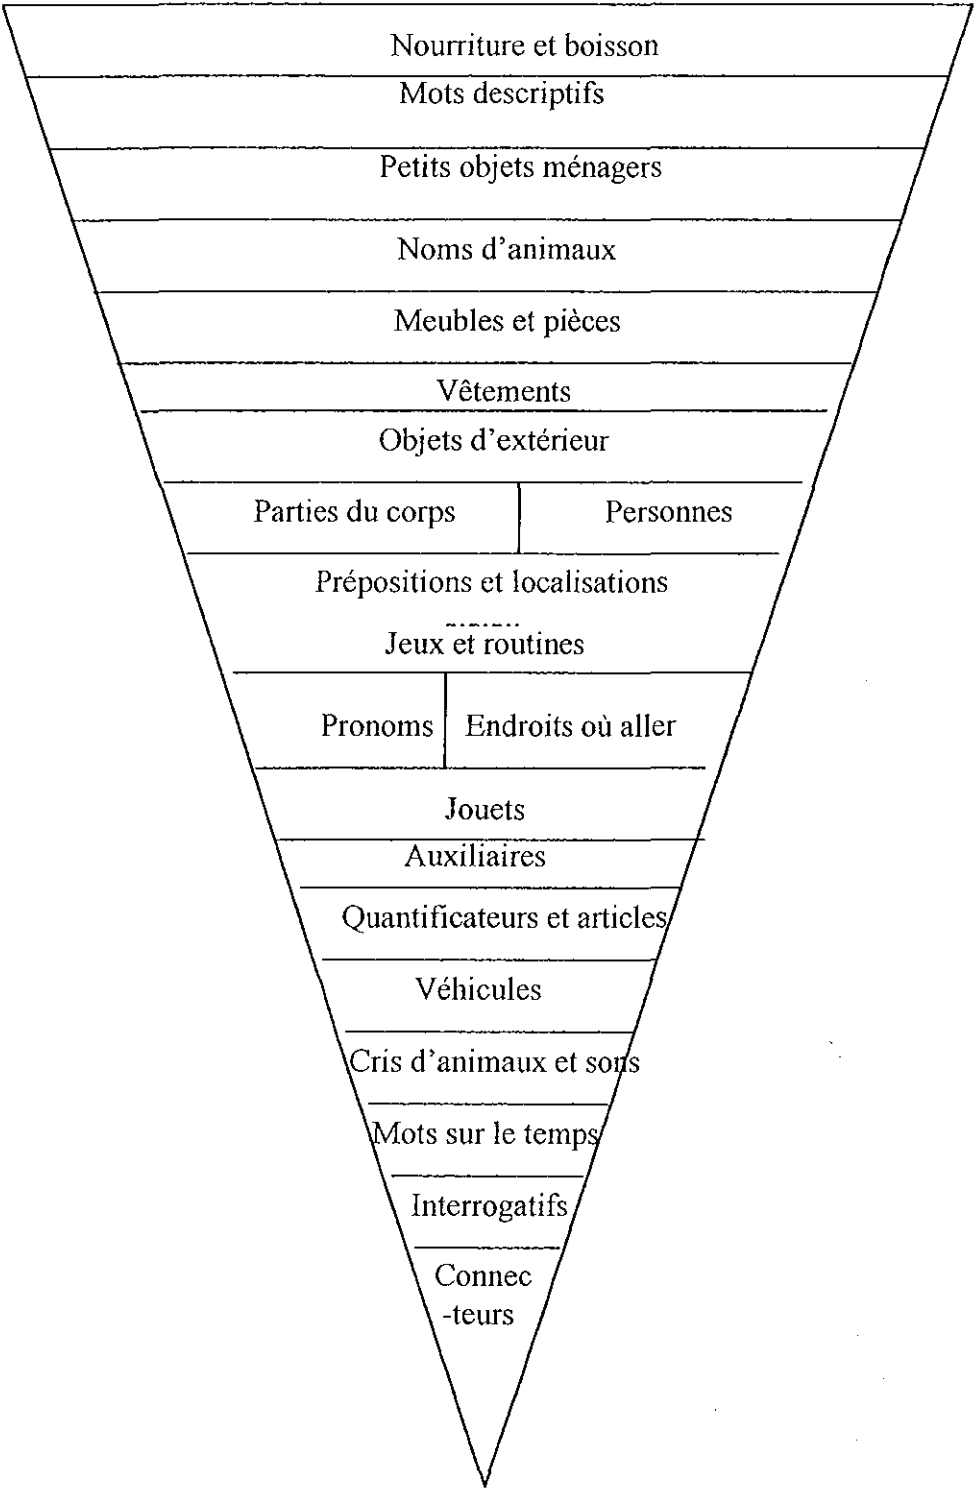 Nourriture et boisson
Mots descriptifs
Petits objets ménagers
Noms d'animaux
Meubles et pièces
Vêtements
Objets d'extérieur
Parties du corps
Personnes
Prépositions et localisations
Jeux et routines
Pronoms
Endroits où aller
Jouets
Auxiliaires
Quantificateurs et articles
Véhicules
Cris d'animaux et sons
Mots sur le temps
Interrogatifs
Connec
-teurs